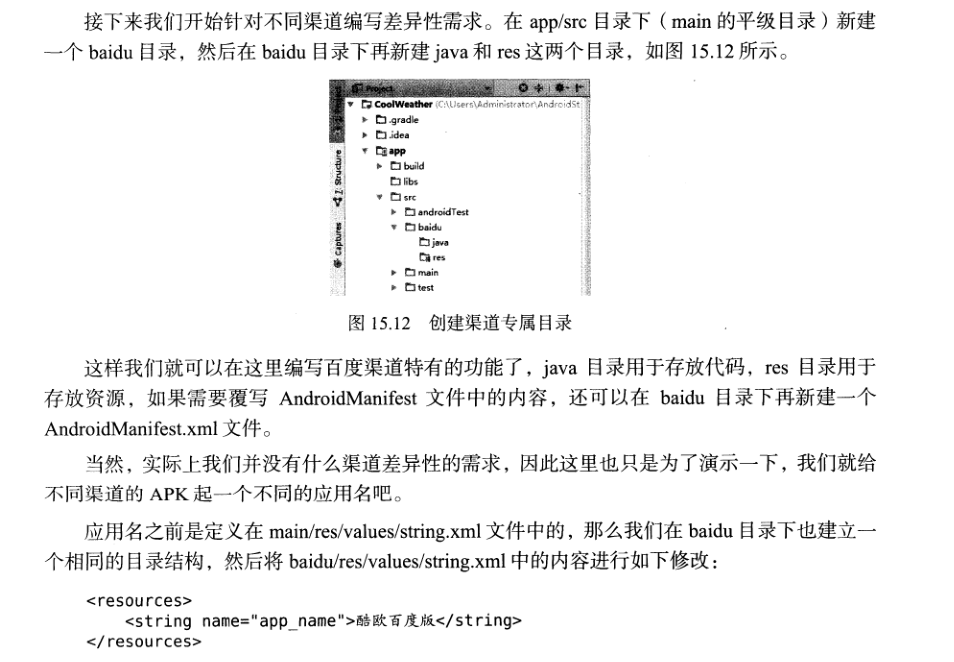 接下来我们开始针对不同渠道编写差异性需求。在 app/src 目录下（main 的平级目录）新建
一个 baidu 目录，然后在 baidu 目录下再新建 java 和 res 这两个目录，如图 15.12 所示。
Project
1: Project
CoolWeather (C:\Users\Administrator\AndroidSt
.gradle
.idea
app
build
libs
7: Structure
src
androidTest
baidu
java
Captures
res
main
test
图 15.12 创建渠道专属目录
这样我们就可以在这里编写百度渠道特有的功能了，java 目录用于存放代码，res 目录用于
存放资源，如果需要覆写 AndroidManifest 文件中的内容，还可以在 baidu 目录下再新建一个
AndroidManifest.xml 文件。
当然，实际上我们并没有什么渠道差异性的需求，因此这里也只是为了演示一下，我们就给
不同渠道的 APK 起一个不同的应用名吧。
应用名之前是定义在 main/res/values/string.xml 文件中的，那么我们在 baidu 目录下也建立一
个相同的目录结构，然后将 baidu/res/values/string.xml 中的内容进行如下修改：
<resources>
<string name="app_name">酷欧百度版</string>
</resources>